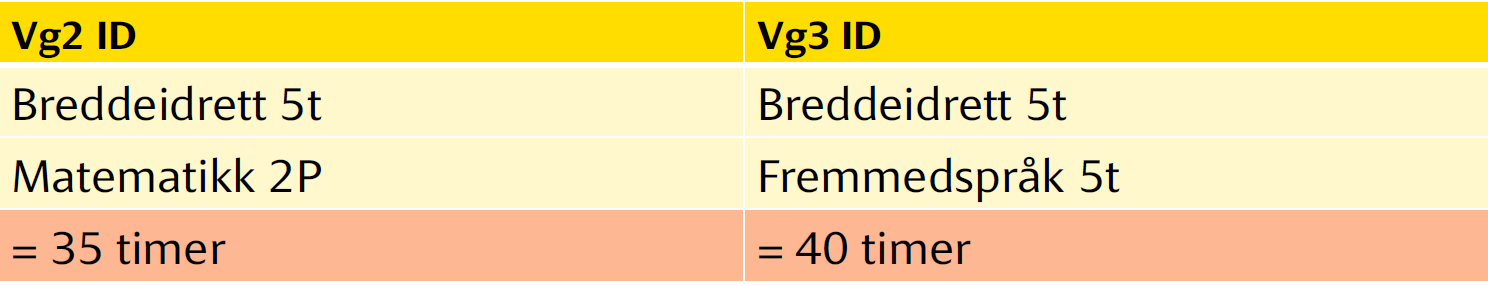 Vg2 ID
Vg3 ID
Breddeidrett 5t
Breddeidrett 5t
Matematikk 2P
Fremmedspråk 5t
= 35 timer
= 40 timer